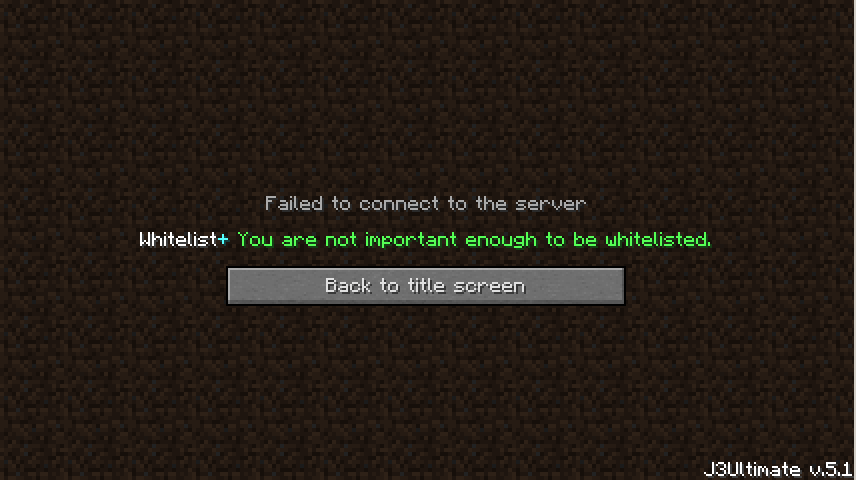 Failed to connect to the server
Whitelist+ You are not important enough to be whitelisted.
Back to title screen
J3Ultimate v.5.1